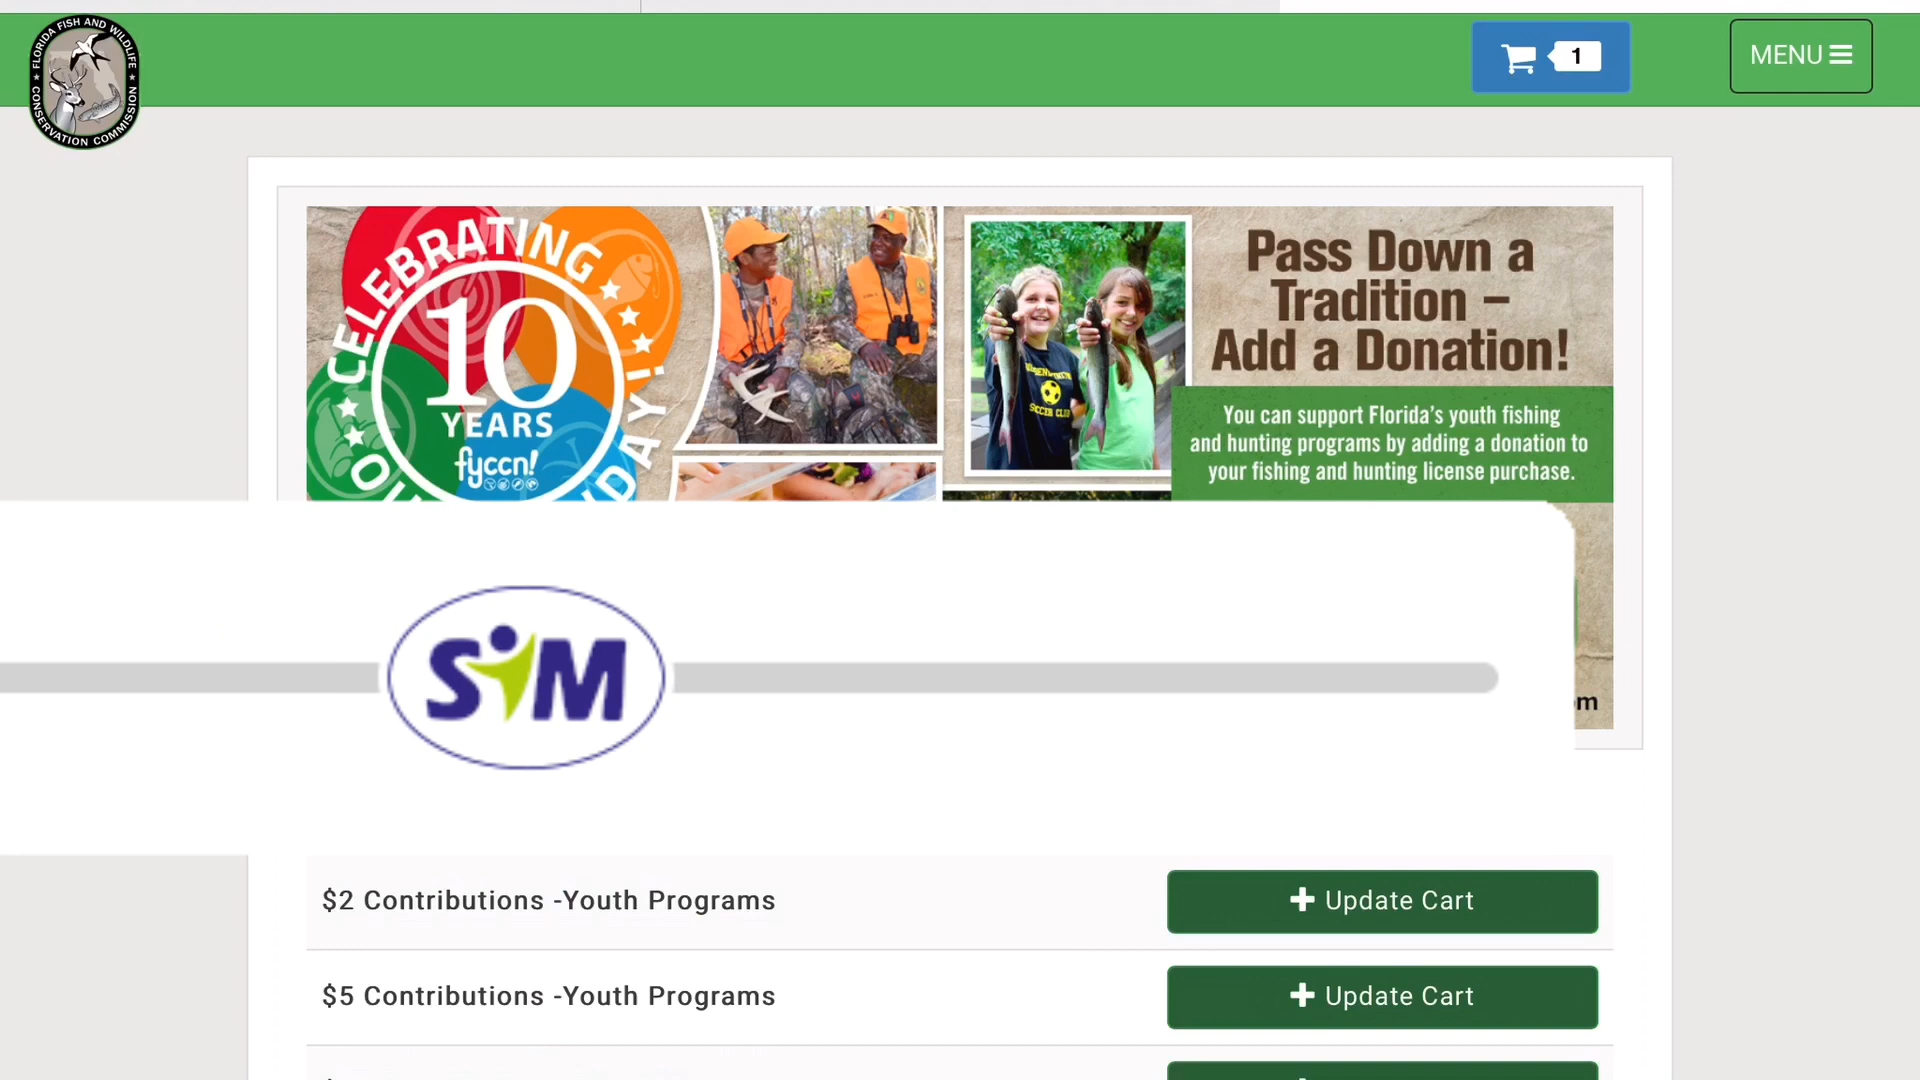 FLORIDA FISH AND WILDLIFE
CONSERVATION COMMISSION
1
MENU
CELEBRATING
10
YEARS
fyccn!
Pass Down a
Tradition –
Add a Donation!
You can support Florida's youth fishing
and hunting programs by adding a donation to
your fishing and hunting license purchase.
SOCCER CLUB
SiM
$2 Contributions -Youth Programs
Update Cart
$5 Contributions -Youth Programs
Update Cart